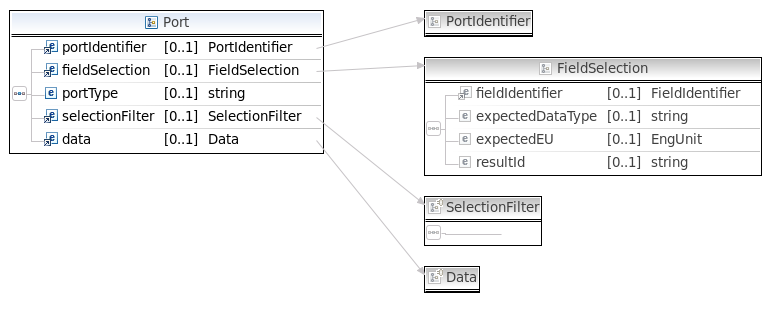 Port
portIdentifier [0..1] PortIdentifier
fieldSelection [0..1] FieldSelection
portType [0..1] string
selectionFilter [0..1] SelectionFilter
data [0..1] Data
PortIdentifier
FieldSelection
fieldIdentifier [0..1] FieldIdentifier
expectedDataType [0..1] string
expectedEU [0..1] EngUnit
resultId [0..1] string
SelectionFilter
Data